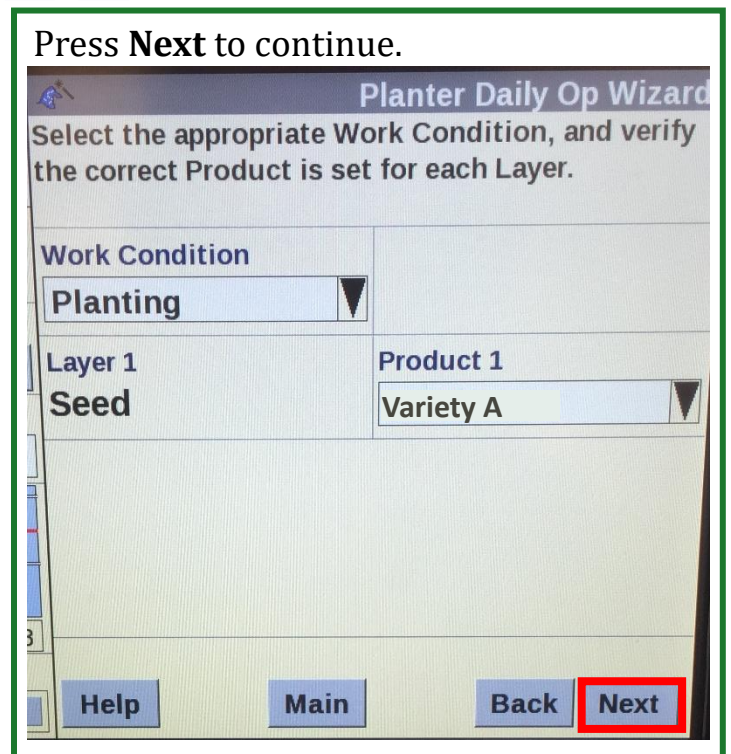 Press Next to continue.
Planter Daily Op Wizard
Select the appropriate Work Condition, and verify
the correct Product is set for each Layer.
Work Condition
Planting
Layer 1
Product 1
Seed
Variety A
Help
Main
Back
Next